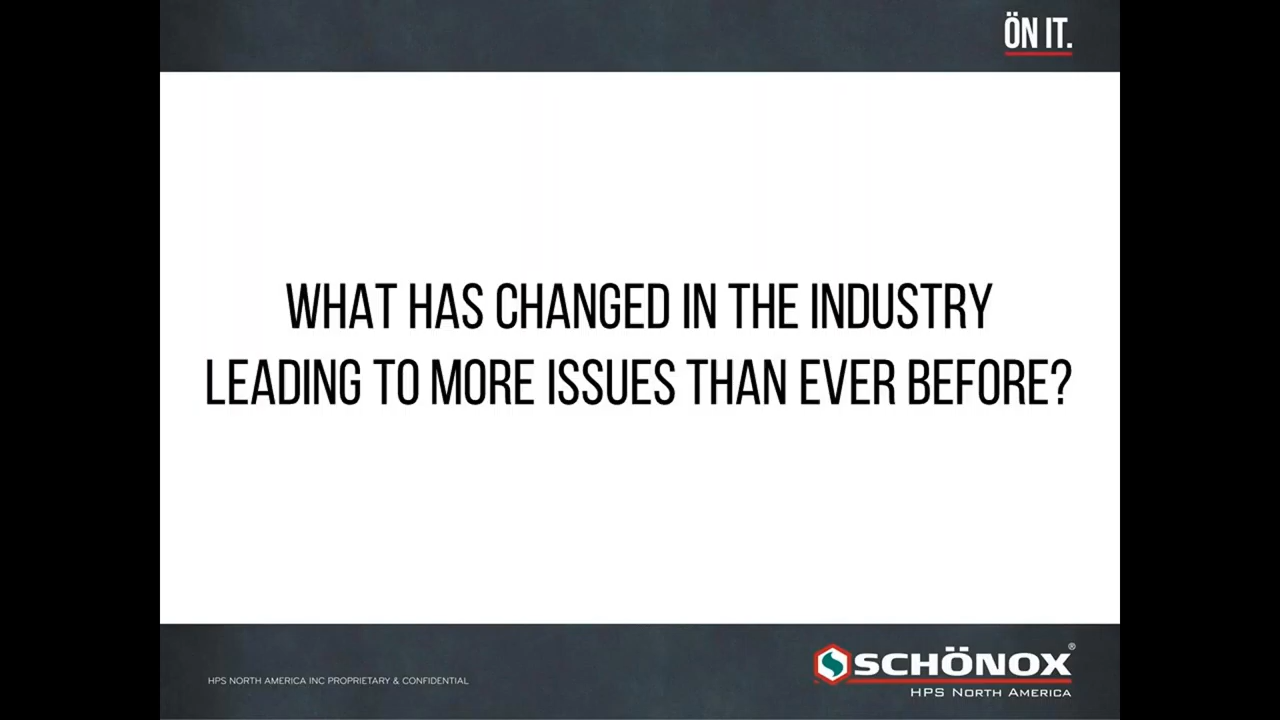 ÖN IT.
WHAT HAS CHANGED IN THE INDUSTRY
LEADING TO MORE ISSUES THAN EVER BEFORE?
HPS NORTH AMERICA INC PROPRIETARY & CONFIDENTIAL
SCHÖNOX®
HPS NORTH AMERICA